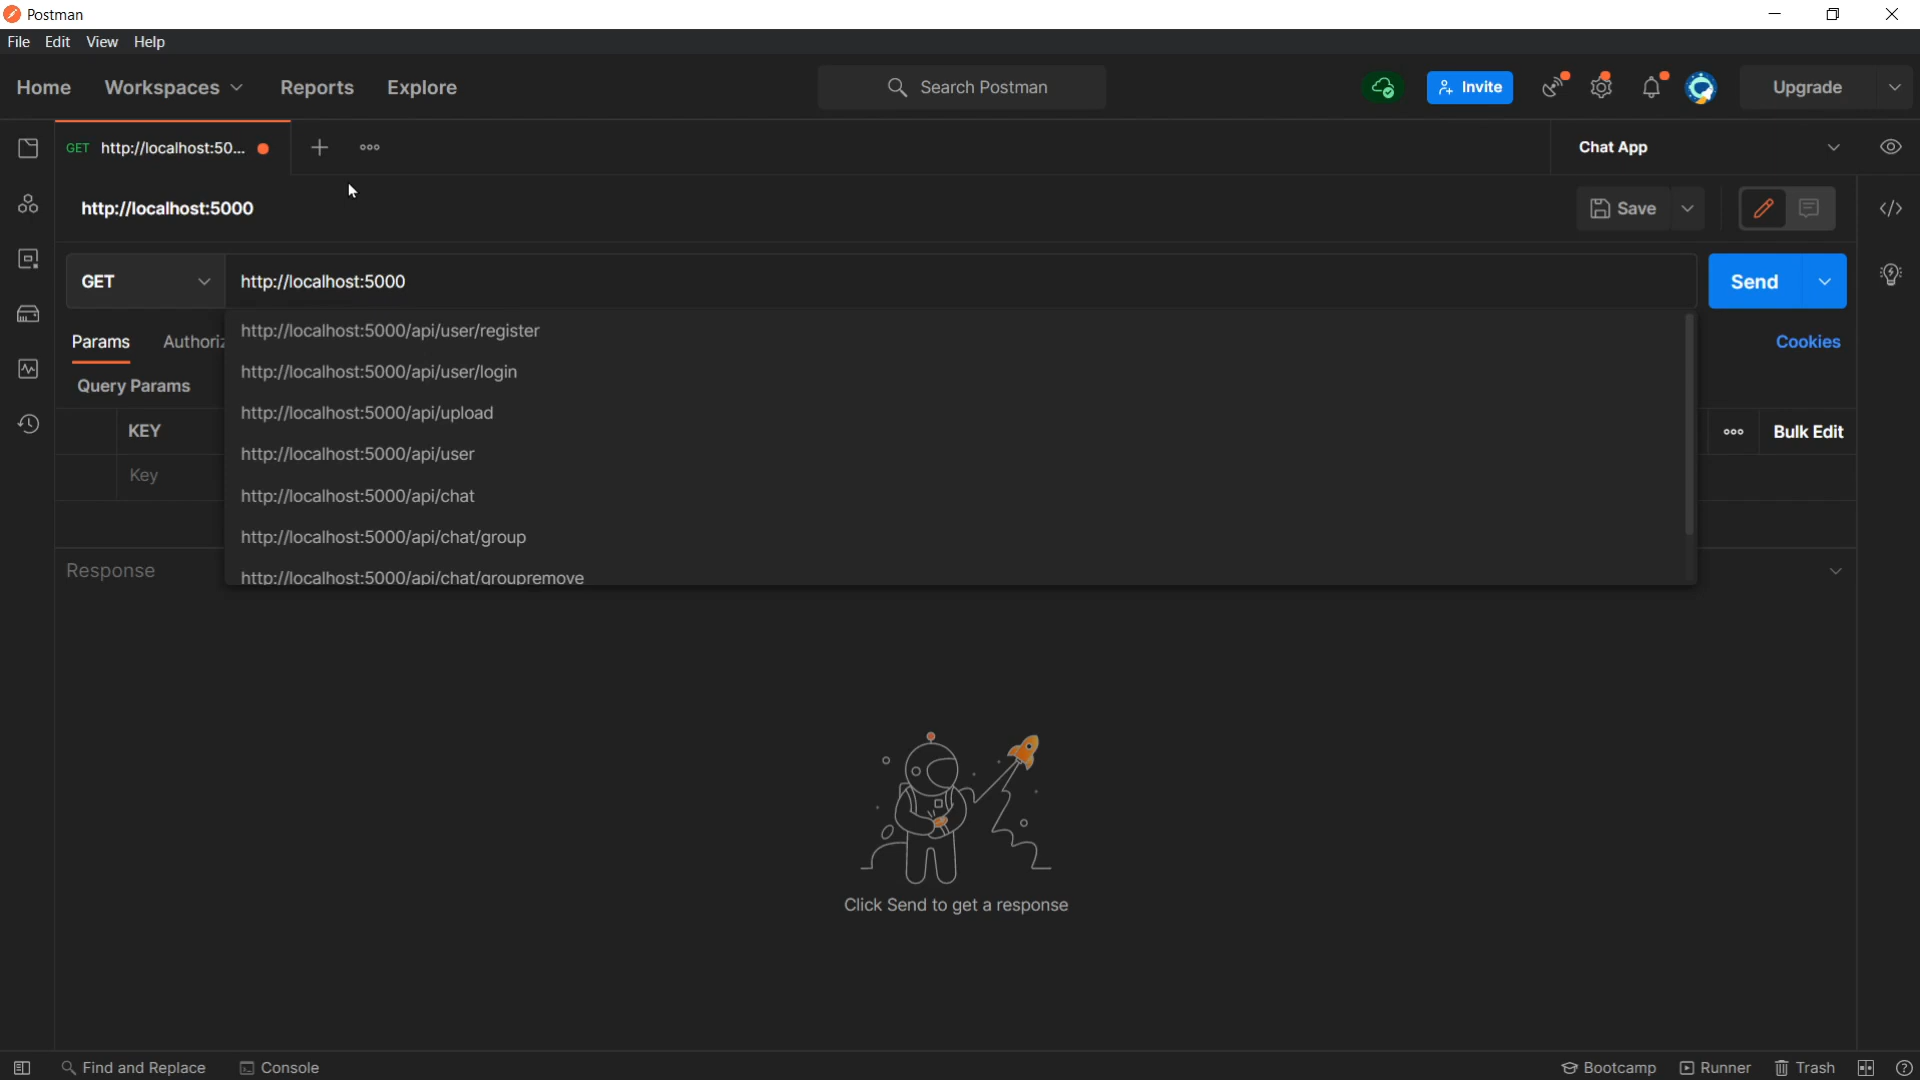 Postman
File Edit View Help
Home Workspaces Reports Explore Search Postman Invite Upgrade
GET http://localhost:50... Chat App
http://localhost:5000 Save
GET http://localhost:5000 Send
http://localhost:5000/api/user/register
Params Authoriz Cookies
http://localhost:5000/api/user/login
Query Params
http://localhost:5000/api/upload
KEY Bulk Edit
http://localhost:5000/api/user
Key
http://localhost:5000/api/chat
http://localhost:5000/api/chat/group
Response
http://localhost:5000/api/chat/groupremove
Click Send to get a response
Find and Replace Console Bootcamp Runner Trash